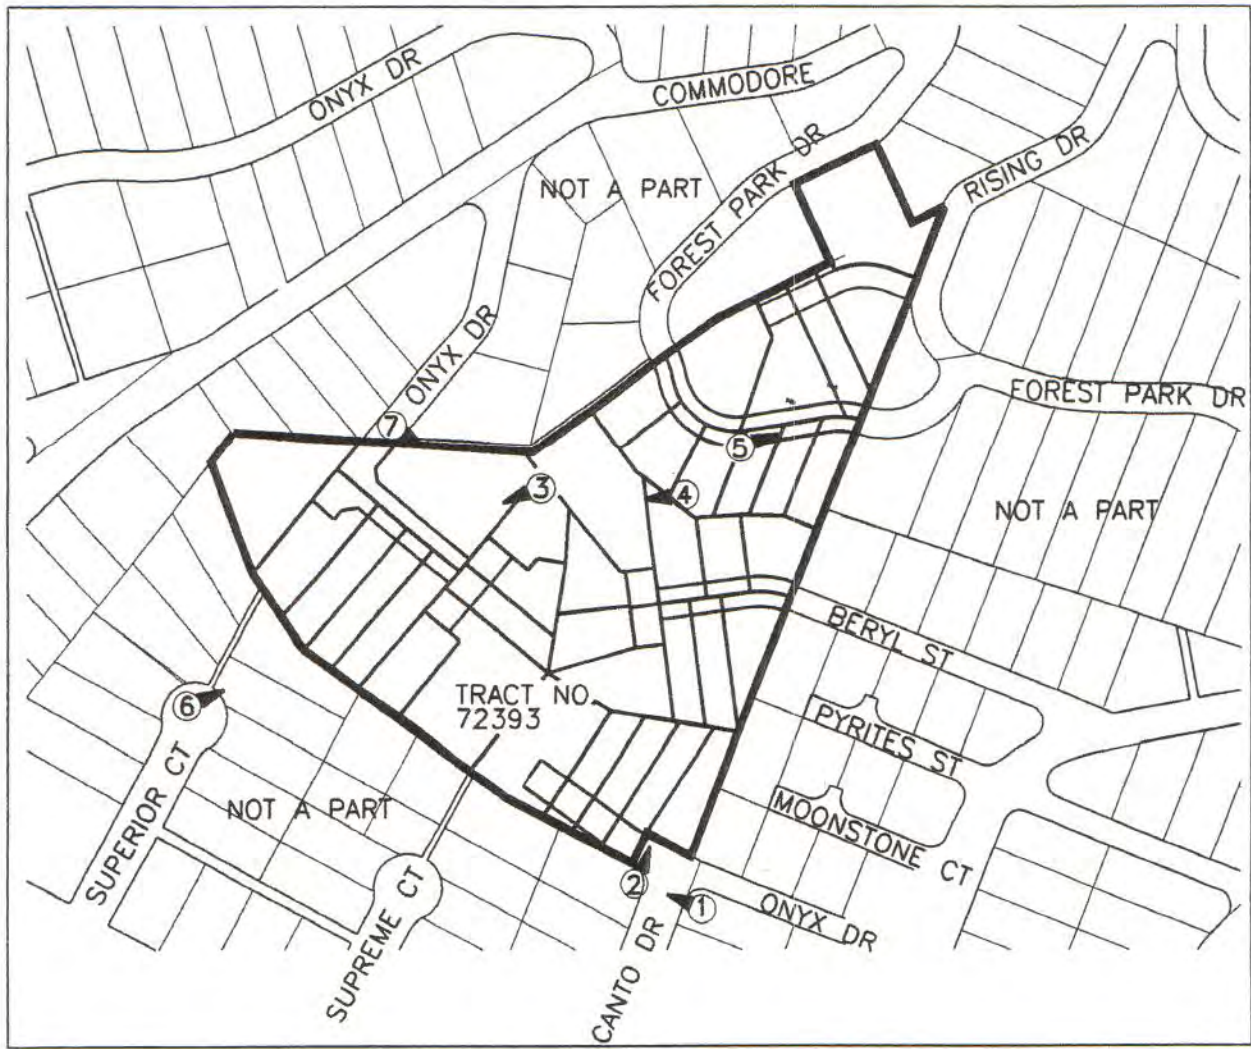 ONYX DR
COMMODORE
NOT A PART
FOREST PARK DR
RISING DR
ONYX DR
FOREST PARK DR
7
5
3
4
NOT A PART
BERYL ST
TRACT NO.
72393
6
PYRITES ST
SUPERIOR CT
NOT A PART
MOONSTONE CT
SUPREME CT
2
1
ONYX DR
CANTO DR